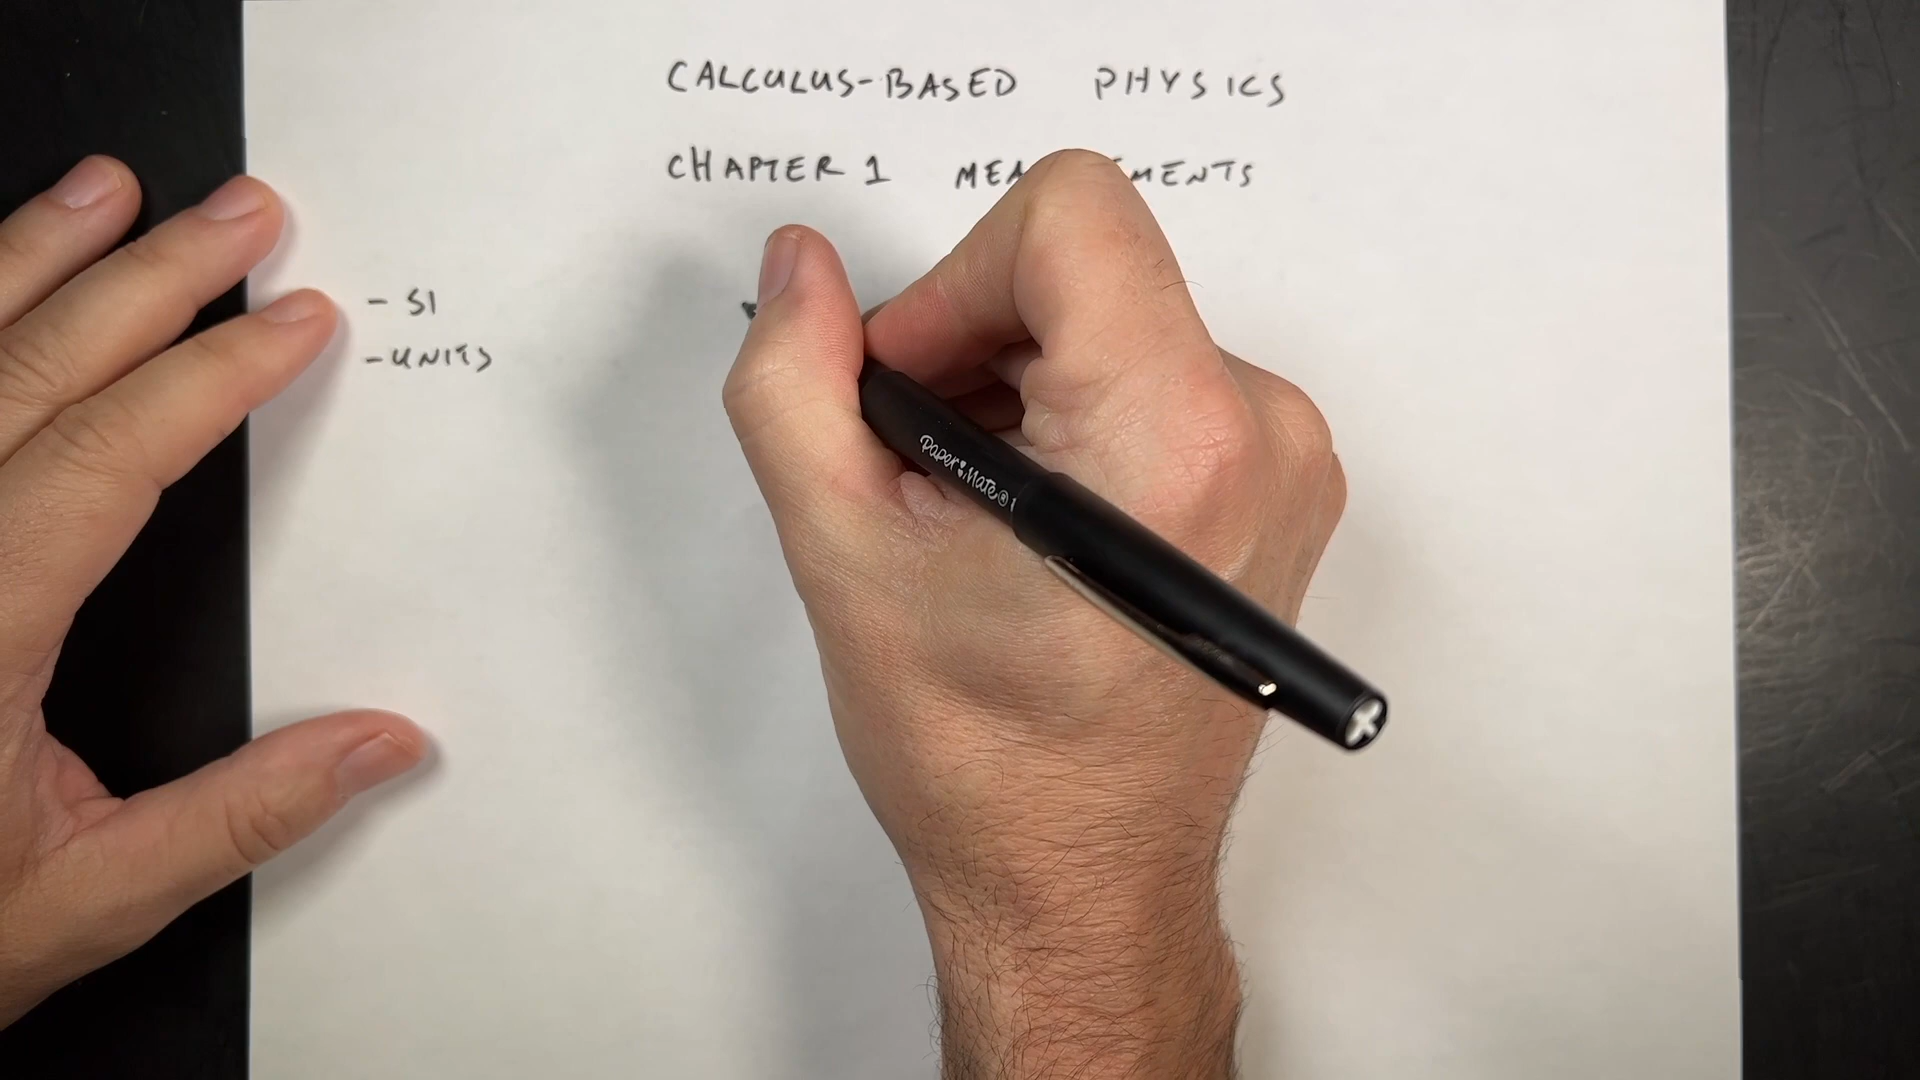 CALCULUS-BASED PHYSICS
CHAPTER 1
- SI
- UNITS
Paper Mate®